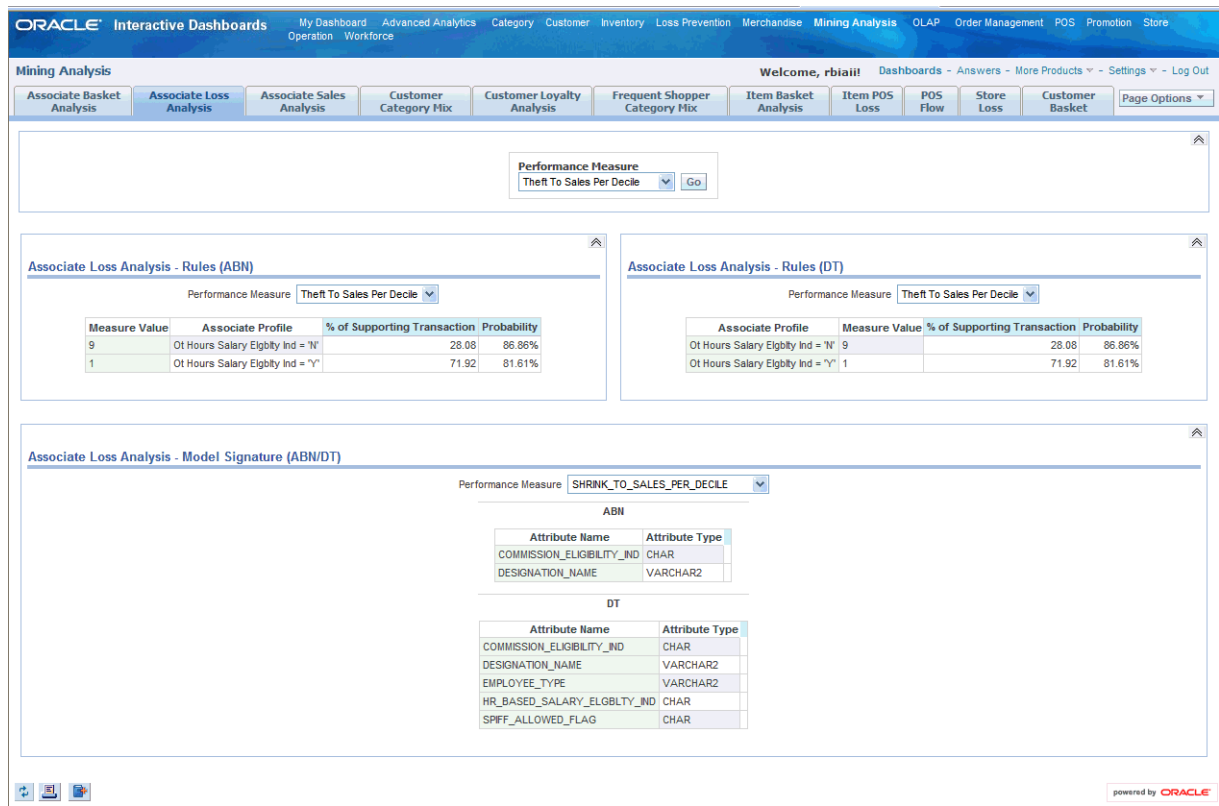 ORACLE Interactive Dashboards
My Dashboard Advanced Analytics Category Customer Inventory Loss Prevention Merchandise Mining Analysis OLAP Order Management POS Promotion Store
Operation Workforce
Mining Analysis
Welcome, rbiaii! Dashboards - Answers - More Products - Settings - Log Out
Associate Basket Analysis
Associate Loss Analysis
Associate Sales Analysis
Customer Category Mix
Customer Loyalty Analysis
Frequent Shopper Category Mix
Item Basket Analysis
Item POS Loss
POS Flow
Store Loss
Customer Basket
Page Options
Performance Measure
Theft To Sales Per Decile Go
Associate Loss Analysis - Rules (ABN)
Performance Measure Theft To Sales Per Decile
Measure Value Associate Profile % of Supporting Transaction Probability
9 Ot Hours Salary Elgblty Ind = 'N' 28.08 86.86%
1 Ot Hours Salary Elgblty Ind = 'Y' 71.92 81.61%
Associate Loss Analysis - Rules (DT)
Performance Measure Theft To Sales Per Decile
Associate Profile Measure Value % of Supporting Transaction Probability
Ot Hours Salary Elgblty Ind = 'N' 9 28.08 86.86%
Ot Hours Salary Elgblty Ind = 'Y' 1 71.92 81.61%
Associate Loss Analysis - Model Signature (ABN/DT)
Performance Measure SHRINK_TO_SALES_PER_DECILE
ABN
Attribute Name Attribute Type
COMMISSION_ELIGIBILITY_IND CHAR
DESIGNATION_NAME VARCHAR2
DT
Attribute Name Attribute Type
COMMISSION_ELIGIBILITY_IND CHAR
DESIGNATION_NAME VARCHAR2
EMPLOYEE_TYPE VARCHAR2
HR_BASED_SALARY_ELGBLTY_IND CHAR
SPIFF_ALLOWED_FLAG CHAR
powered by ORACLE